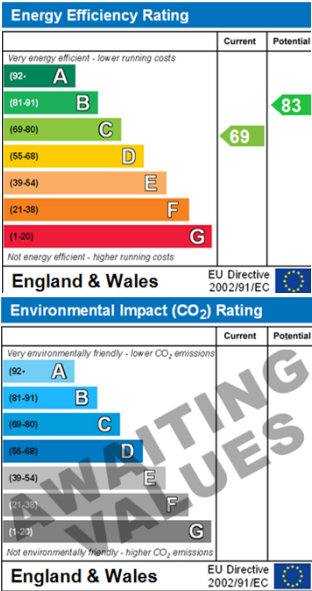 Energy Efficiency Rating
Current Potential
Very energy efficient - lower running costs
(92- A
(81-91) B
(69-80) C
(55-68) D
(39-54) E
(21-38) F
(1-20) G
69
83
Not energy efficient - higher running costs
England & Wales
EU Directive
2002/91/EC
Environmental Impact (CO2) Rating
Current Potential
Very environmentally friendly - lower CO2 emissions
(92- A
(81-91) B
(69-80) C
(55-68) D
(39-54) E
(21-38) F
(1-20) G
AWAITING
VALUES
Not environmentally friendly - higher CO2 emissions
England & Wales
EU Directive
2002/91/EC